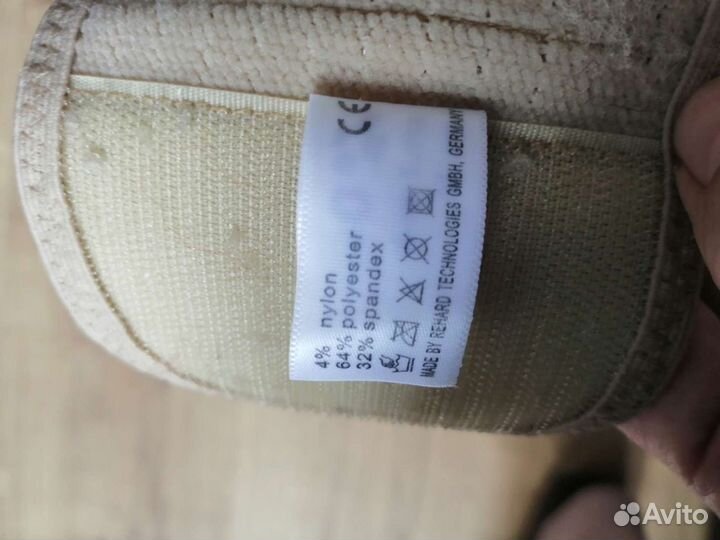 CE
4% nylon
64% polyester
32% spandex
MADE BY REHARD TECHNOLOGIES GMBH, GERMANY
Avito